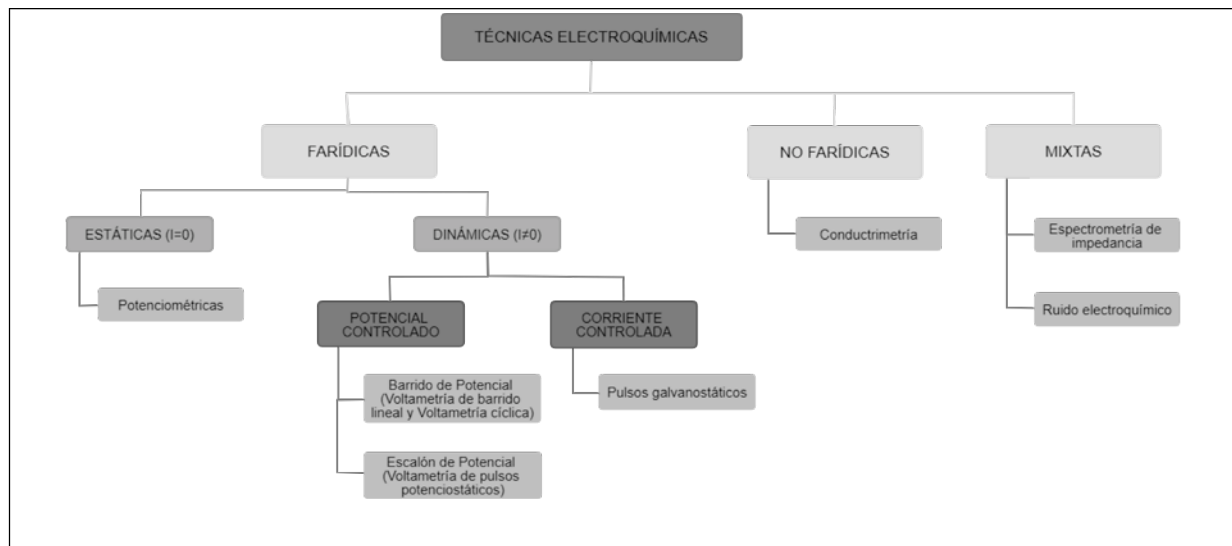 TÉCNICAS ELECTROQUÍMICAS
FARÍDICAS
NO FARÍDICAS
MIXTAS
ESTÁTICAS (I=0)
DINÁMICAS (I≠0)
Conductrimetría
Espectrometría de
impedancia
Potenciométricas
POTENCIAL
CONTROLADO
CORRIENTE
CONTROLADA
Ruido electroquímico
Barrido de Potencial
(Voltametría de barrido
lineal y Voltametría cíclica)
Pulsos galvanostáticos
Escalón de Potencial
(Voltametría de pulsos
potenciostáticos)